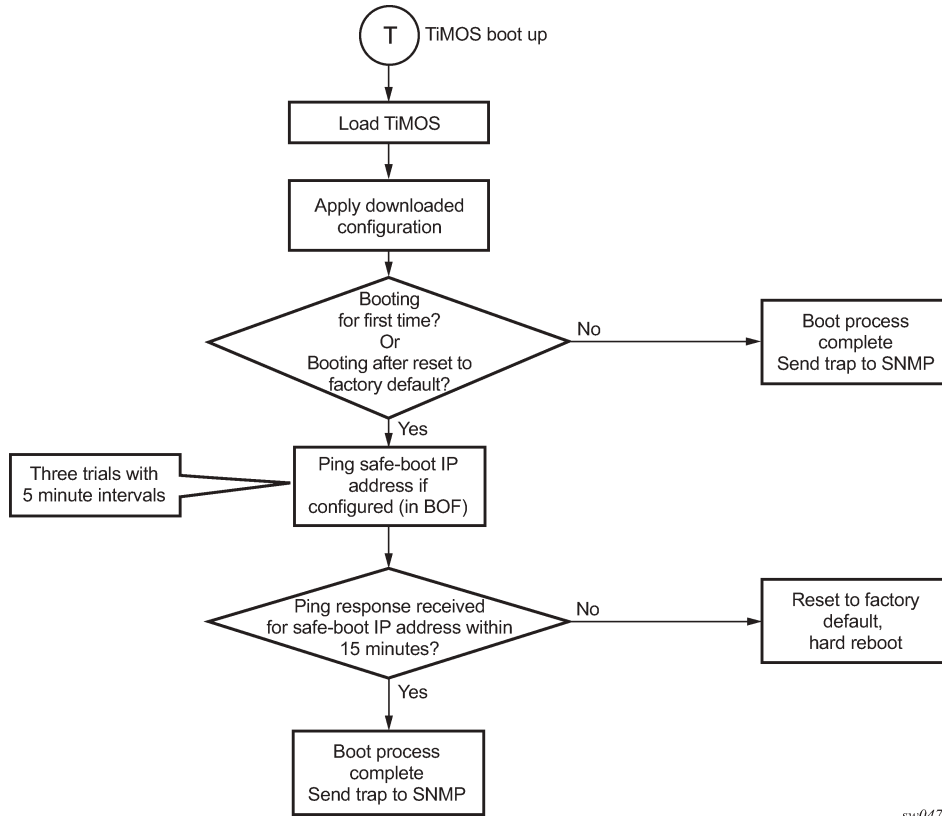 T
TiMOS boot up
Load TiMOS
Apply downloaded
configuration
Booting
for first time?
Or
Booting after reset to
factory default?
No
Boot process
complete
Send trap to SNMP
Yes
Three trials with
5 minute intervals
Ping safe-boot IP
address if
configured (in BOF)
Ping response received
for safe-boot IP address within
15 minutes?
No
Reset to factory
default,
hard reboot
Yes
Boot process
complete
Send trap to SNMP
sw047